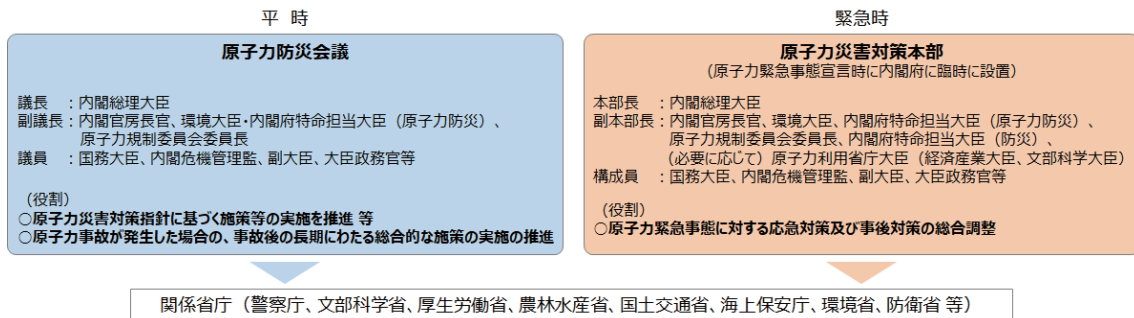 平 時
原子力防災会議
議長 :内閣総理大臣
副議長:内閣官房長官、環境大臣・内閣府特命担当大臣(原子力防災)、
原子力規制委員会委員長
議員 :国務大臣、内閣危機管理監、副大臣、大臣政務官等
(役割)
○原子力災害対策指針に基づく施策等の実施を推進 等
○原子力事故が発生した場合の、事故後の長期にわたる総合的な施策の実施の推進
緊急時
原子力災害対策本部
(原子力緊急事態宣言時に内閣府に臨時に設置)
本部長 :内閣総理大臣
副本部長:内閣官房長官、環境大臣、内閣府特命担当大臣(原子力防災)、
原子力規制委員会委員長、内閣府特命担当大臣(防災)、
(必要に応じて)原子力利用省庁大臣(経済産業大臣、文部科学大臣)
構成員 :国務大臣、内閣危機管理監、副大臣、大臣政務官等
(役割)
○原子力緊急事態に対する応急対策及び事後対策の総合調整
関係省庁(警察庁、文部科学省、厚生労働省、農林水産省、国土交通省、海上保安庁、環境省、防衛省 等)